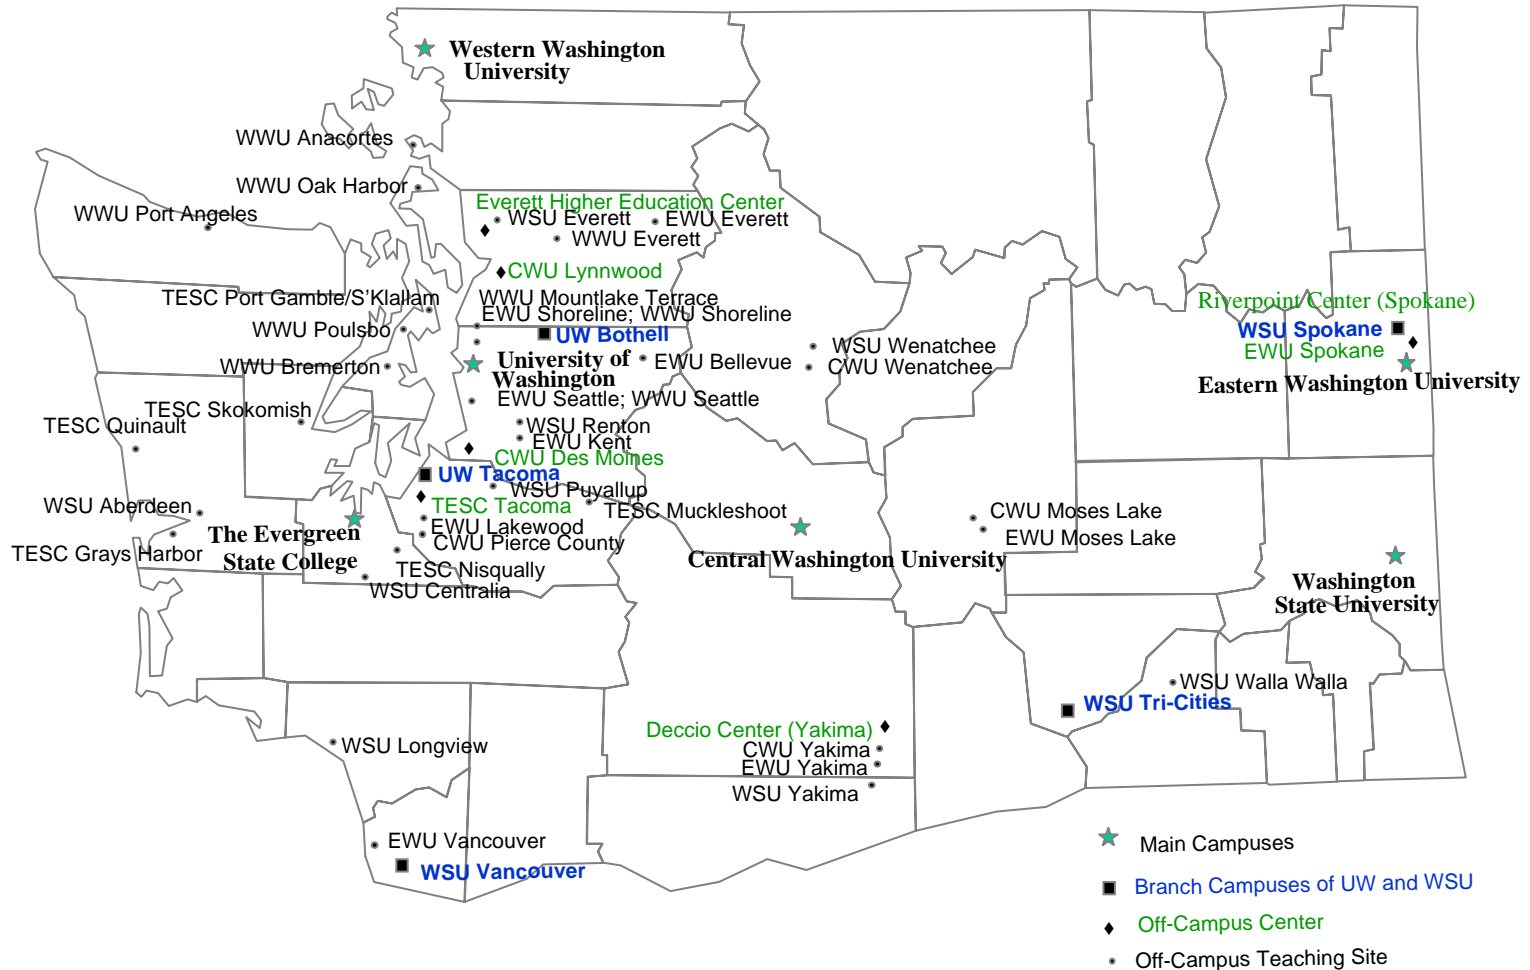 Western Washington
University
WWU Anacortes
WWU Oak Harbor
WWU Port Angeles
Everett Higher Education Center
WSU Everett
EWU Everett
WWU Everett
CWU Lynnwood
TESC Port Gamble/S'Klallam
WWU Mountlake Terrace
EWU Shoreline; WWU Shoreline
WWU Poulsbo
UW Bothell
University of
Washington
EWU Bellevue
WWU Bremerton
EWU Seattle; WWU Seattle
WSU Wenatchee
CWU Wenatchee
Riverpoint Center (Spokane)
WSU Spokane
EWU Spokane
Eastern Washington University
TESC Skokomish
TESC Quinault
WSU Renton
EWU Kent
CWU Des Moines
UW Tacoma
WSU Puyallup
TESC Tacoma
TESC Muckleshoot
WSU Aberdeen
EWU Lakewood
The Evergreen
State College
CWU Pierce County
TESC Grays Harbor
TESC Nisqually
WSU Centralia
Central Washington University
CWU Moses Lake
EWU Moses Lake
Washington
State University
WSU Walla Walla
WSU Tri-Cities
Deccio Center (Yakima)
CWU Yakima
EWU Yakima
WSU Yakima
WSU Longview
EWU Vancouver
WSU Vancouver
Main Campuses
Branch Campuses of UW and WSU
Off-Campus Center
Off-Campus Teaching Site